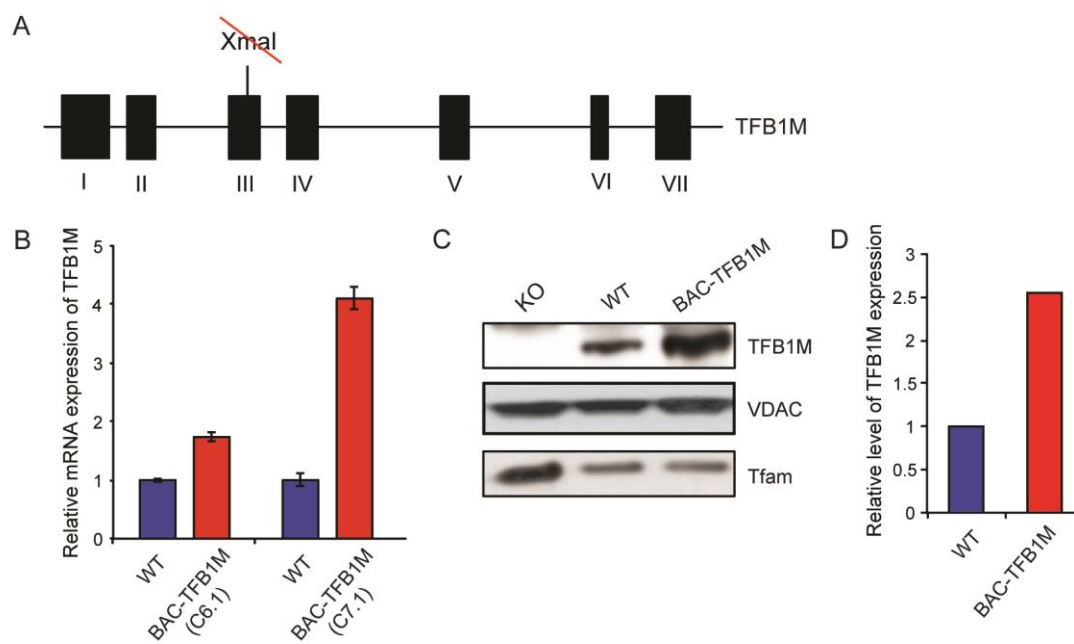 A
XmaI
TFB1M
I II III IV V VI VII
B
Relative mRNA expression of TFB1M
5
4
3
2
1
0
WT
BAC-TFB1M
(C6.1)
WT
BAC-TFB1M
(C7.1)
C
KO WT BAC-TFB1M
TFB1M
VDAC
Tfam
D
Relative level of TFB1M expression
3
2.5
2
1.5
1
0.5
0
WT
BAC-TFB1M